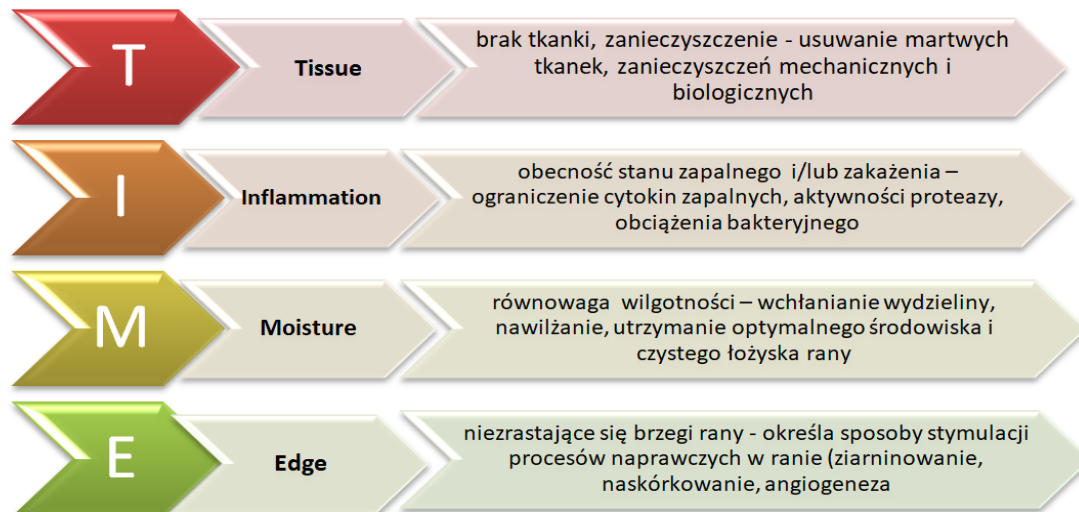 T
Tissue
brak tkanki, zanieczyszczenie - usuwanie martwych
tkanek, zanieczyszczeń mechanicznych i
biologicznych
I
Inflammation
obecność stanu zapalnego i/lub zakażenia –
ograniczenie cytokin zapalnych, aktywności proteazy,
obciążenia bakteryjnego
M
Moisture
równowaga wilgotności – wchłanianie wydzieliny,
nawilżanie, utrzymanie optymalnego środowiska i
czystego łożyska rany
E
Edge
niezrastające się brzegi rany - określa sposoby stymulacji
procesów naprawczych w ranie (ziarninowanie,
naskórkowanie, angiogeneza